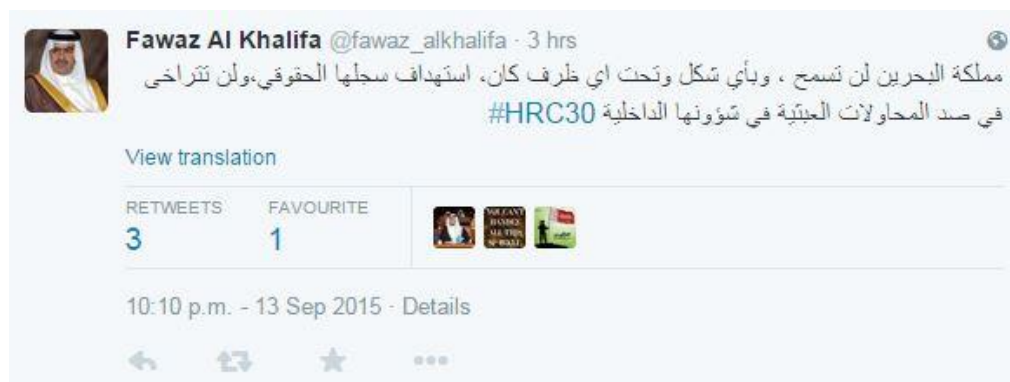 Fawaz Al Khalifa @fawaz_alkhalifa · 3 hrs
مملكة البحرين لن تسمح ، وبأي شكل وتحت اي ظرف كان، استهداف سجلها الحقوقي،ولن تتراخى
في صد المحاولات العبثية في شؤونها الداخلية #HRC30
View translation
RETWEETS FAVOURITE
3 1
10:10 p.m. - 13 Sep 2015 · Details